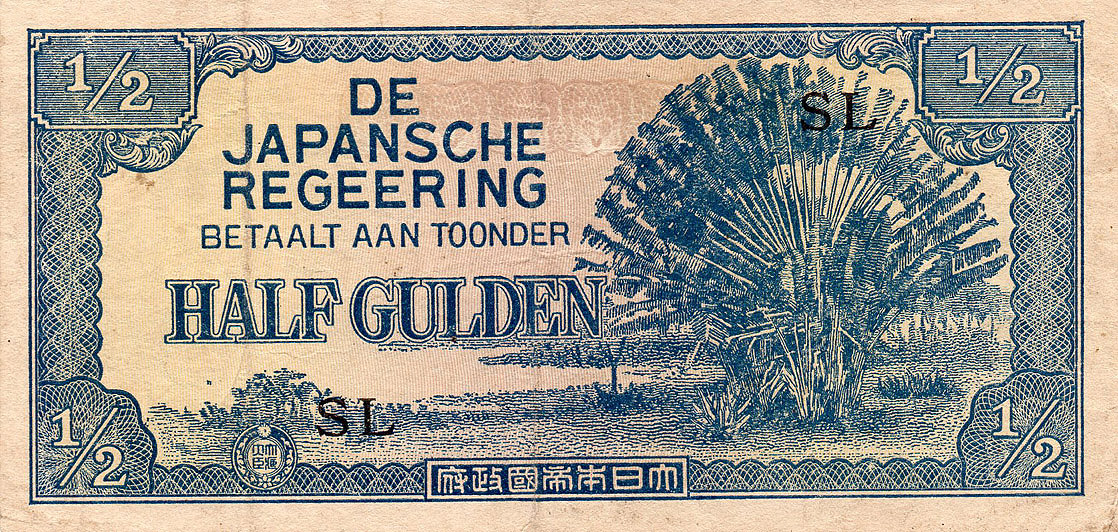 1/2
1/2
DE
JAPANSCHE
REGEERING
BETAALT AAN TOONDER
HALF GULDEN
SL
SL
1/2
1/2
大日本帝國政府